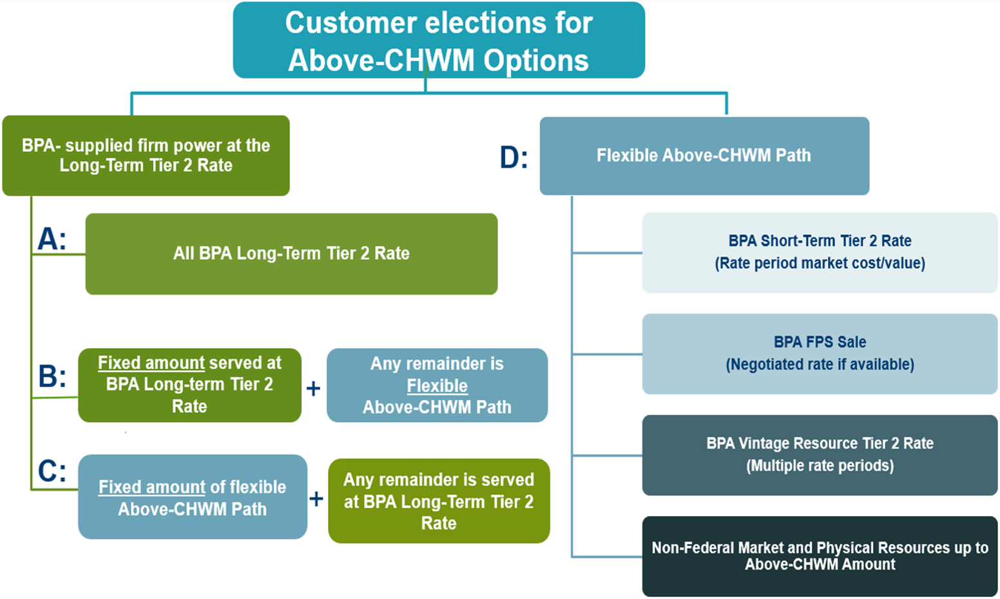 Customer elections for
Above-CHWM Options
BPA- supplied firm power at the
Long-Term Tier 2 Rate
A:
All BPA Long-Term Tier 2 Rate
B:
Fixed amount served at
BPA Long-term Tier 2
Rate
+
Any remainder is
Flexible
Above-CHWM Path
C:
Fixed amount of flexible
Above-CHWM Path
+
Any remainder is served
at BPA Long-Term Tier 2
Rate
D:
Flexible Above-CHWM Path
BPA Short-Term Tier 2 Rate
(Rate period market cost/value)
BPA FPS Sale
(Negotiated rate if available)
BPA Vintage Resource Tier 2 Rate
(Multiple rate periods)
Non-Federal Market and Physical Resources up to
Above-CHWM Amount